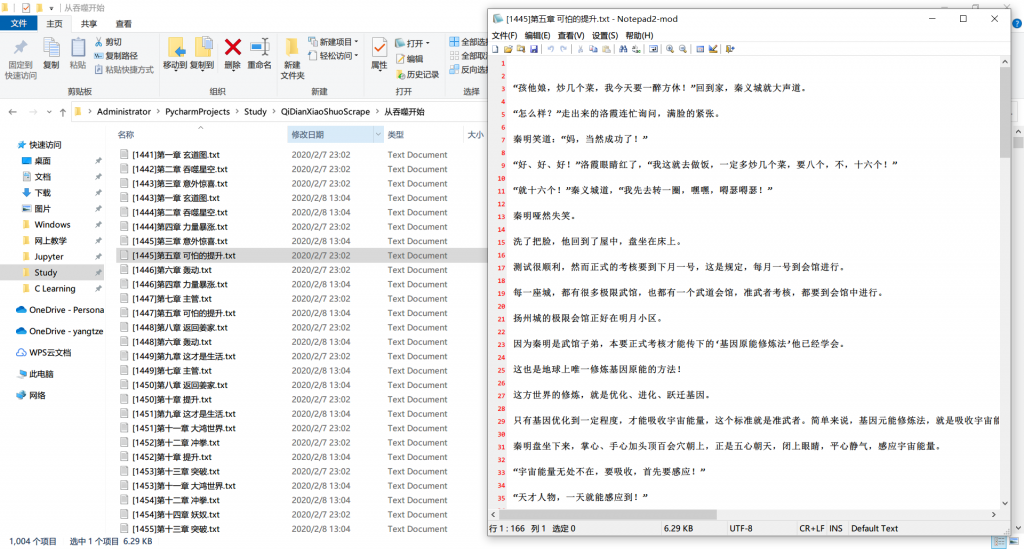 从吞噬开始
文件 主页 共享 查看
固定到快速访问
复制
粘贴
剪切
复制路径
粘贴快捷方式
剪贴板
移动到
复制到
删除
重命名
组织
新建文件夹
新建项目
轻松访问
新建
属性
打开
编辑
历史记录
打开
全部选择
全部取消
反向选择
选择
Administrator › PycharmProjects › Study › QiDianXiaoShuoScrape › 从吞噬开始
快速访问
桌面
文档
下载
图片
Windows
网上教学
Jupyter
Study
C Learning
OneDrive - Persona
OneDrive - yangtze
WPS云文档
此电脑
网络
名称 修改日期 类型 大小
[1441]第一章 玄道图.txt 2020/2/7 23:02 Text Document
[1442]第二章 吞噬星空.txt 2020/2/7 23:02 Text Document
[1443]第三章 意外惊喜.txt 2020/2/7 23:02 Text Document
[1443]第一章 玄道图.txt 2020/2/8 13:04 Text Document
[1444]第二章 吞噬星空.txt 2020/2/8 13:04 Text Document
[1444]第四章 力量暴涨.txt 2020/2/7 23:02 Text Document
[1445]第三章 意外惊喜.txt 2020/2/8 13:04 Text Document
[1445]第五章 可怕的提升.txt 2020/2/7 23:02 Text Document
[1446]第六章 轰动.txt 2020/2/7 23:02 Text Document
[1446]第四章 力量暴涨.txt 2020/2/8 13:04 Text Document
[1447]第七章 主管.txt 2020/2/7 23:02 Text Document
[1447]第五章 可怕的提升.txt 2020/2/8 13:04 Text Document
[1448]第八章 返回姜家.txt 2020/2/7 23:02 Text Document
[1448]第六章 轰动.txt 2020/2/8 13:04 Text Document
[1449]第九章 这才是生活.txt 2020/2/7 23:02 Text Document
[1449]第七章 主管.txt 2020/2/8 13:04 Text Document
[1450]第八章 返回姜家.txt 2020/2/8 13:04 Text Document
[1450]第十章 提升.txt 2020/2/7 23:02 Text Document
[1451]第九章 这才是生活.txt 2020/2/8 13:04 Text Document
[1451]第十一章 大鸿世界.txt 2020/2/7 23:02 Text Document
[1452]第十二章 冲拳.txt 2020/2/7 23:02 Text Document
[1452]第十章 提升.txt 2020/2/8 13:04 Text Document
[1453]第十三章 突破.txt 2020/2/7 23:02 Text Document
[1453]第十一章 大鸿世界.txt 2020/2/8 13:04 Text Document
[1454]第十二章 冲拳.txt 2020/2/8 13:04 Text Document
[1454]第十四章 妖奴.txt 2020/2/7 23:02 Text Document
[1455]第十三章 突破.txt 2020/2/8 13:04 Text Document
1,004 个项目 选中 1 个项目 6.29 KB
[1445]第五章 可怕的提升.txt - Notepad2-mod
文件(F) 编辑(E) 查看(V) 设置(S) 帮助(H)
1
2
3 “孩他娘，炒几个菜，我今天要一醉方休！”回到家，秦义城就大声道。
4
5 “怎么样？”走出来的洛霞连忙询问，满脸的紧张。
6
7 秦明笑道：“妈，当然成功了！”
8
9 “好、好、好！”洛霞眼睛红了，“我这就去做饭，一定多炒几个菜，要八个，不，十六个！”
10
11 “就十六个！”秦义城道，“我先去转一圈，嘿嘿，嘚瑟嘚瑟！”
12
13 秦明哑然失笑。
14
15 洗了把脸，他回到了屋中，盘坐在床上。
16
17 测试很顺利，然而正式的考核要到下月一号，这是规定，每月一号到会馆进行。
18
19 每一座城，都有很多极限武馆，也都有一个武道会馆，准武者考核，都要到会馆中进行。
20
21 扬州城的极限会馆正好在明月小区。
22
23 因为秦明是武馆子弟，本要正式考核才能传下的‘基因原能修炼法’他已经学会。
24
25 这也是地球上唯一修炼基因原能的方法！
26
27 这方世界的修炼，就是优化、进化、跃迁基因。
28
29 只有基因优化到一定程度，才能吸收宇宙能量，这个标准就是准武者。简单来说，基因元能修炼法，就是吸收宇宙能
30
31 秦明盘坐下来，掌心、手心加头顶百会穴朝上，正是五心朝天，闭上眼睛，平心静气，感应宇宙能量。
32
33 “宇宙能量无处不在，要吸收，首先要感应！”
34
35 “天才人物，一天就能感应到！”
行 1 : 166 列 1 选定 0 6.29 KB UTF-8 CR+LF INS Default Text